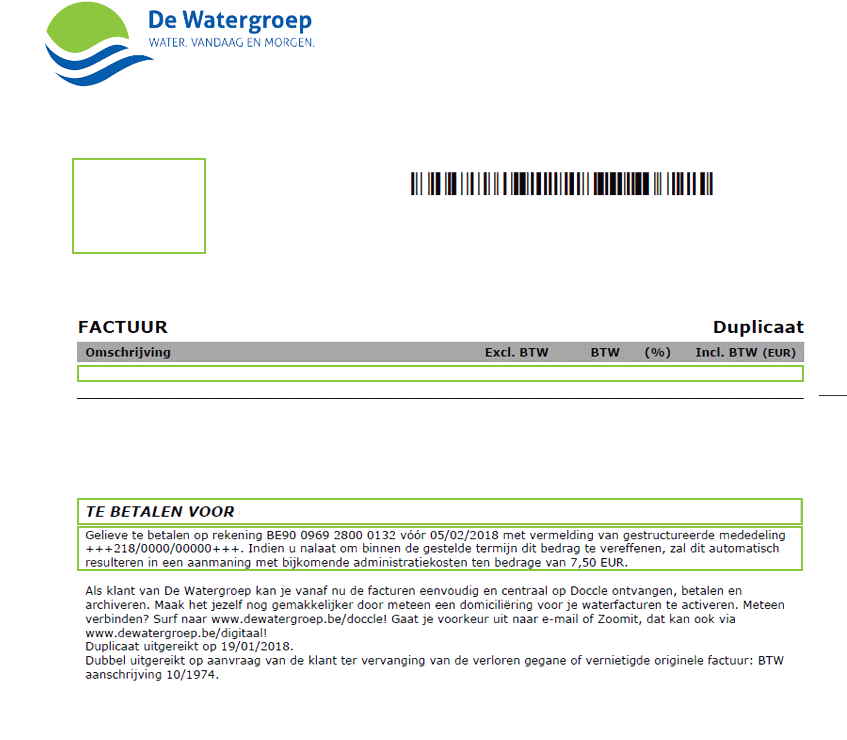 De Watergroep
WATER. VANDAAG EN MORGEN.
FACTUUR Duplicaat
Omschrijving Excl. BTW BTW (%) Incl. BTW (EUR)
TE BETALEN VOOR
Gelieve te betalen op rekening BE90 0969 2800 0132 vóór 05/02/2018 met vermelding van gestructureerde mededeling
+++218/0000/00000+++. Indien u nalaat om binnen de gestelde termijn dit bedrag te vereffenen, zal dit automatisch
resulteren in een aanmaning met bijkomende administratiekosten ten bedrage van 7,50 EUR.
Als klant van De Watergroep kan je vanaf nu de facturen eenvoudig en centraal op Doccle ontvangen, betalen en
archiveren. Maak het jezelf nog gemakkelijker door meteen een domiciliëring voor je waterfacturen te activeren. Meteen
verbinden? Surf naar www.dewatergroep.be/doccle! Gaat je voorkeur uit naar e-mail of Zoomit, dat kan ook via
www.dewatergroep.be/digitaal!
Duplicaat uitgereikt op 19/01/2018.
Dubbel uitgereikt op aanvraag van de klant ter vervanging van de verloren gegane of vernietigde originele factuur: BTW
aanschrijving 10/1974.